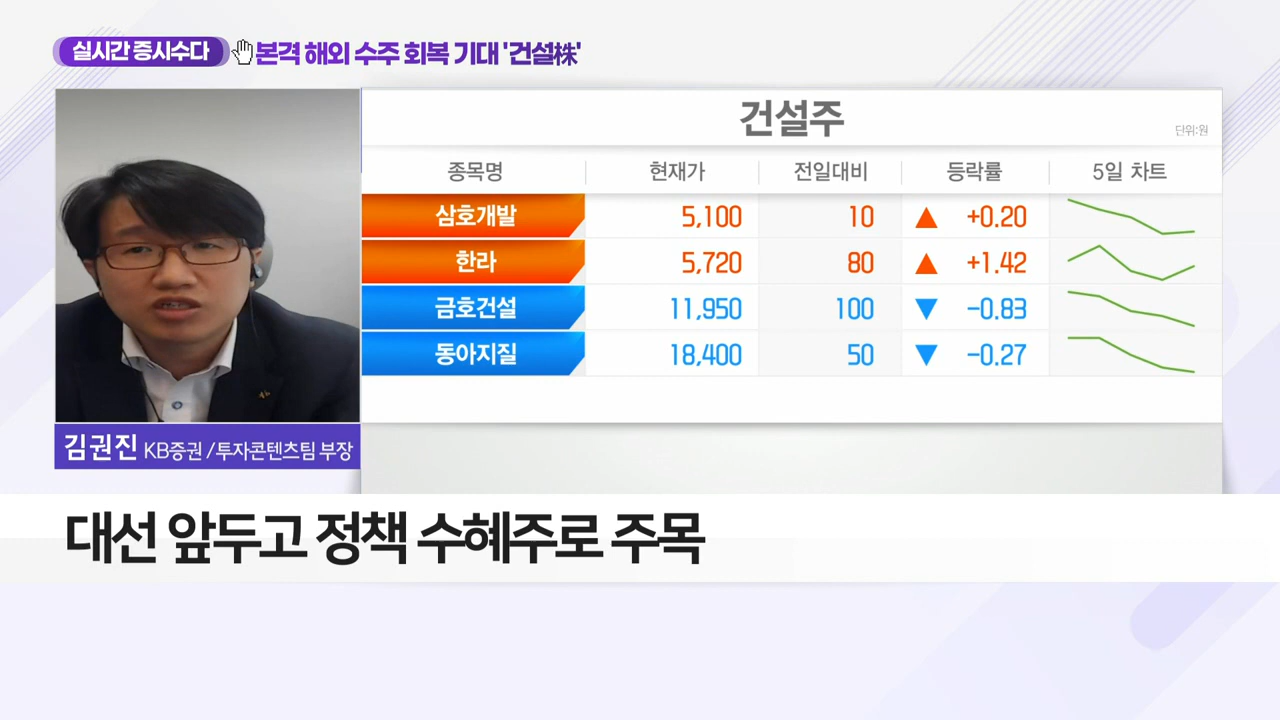 실시간 증시수다 본격 해외 수주 회복 기대 '건설株'
건설주
단위:원
종목명 현재가 전일대비 등락률 5일 차트
삼호개발 5,100 10 ▲ +0.20
한라 5,720 80 ▲ +1.42
금호건설 11,950 100 ▼ -0.83
동아지질 18,400 50 ▼ -0.27
김권진 KB증권 / 투자콘텐츠팀 부장
대선 앞두고 정책 수혜주로 주목